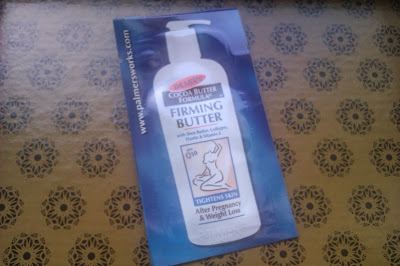 www.palmersworks.com
PALMER'S
COCOA BUTTER
FORMULA®
FIRMING
BUTTER
with Shea Butter, Collagen,
Elastin & Vitamin E
Q10
TIGHTENS SKIN
After Pregnancy
& Weight Loss